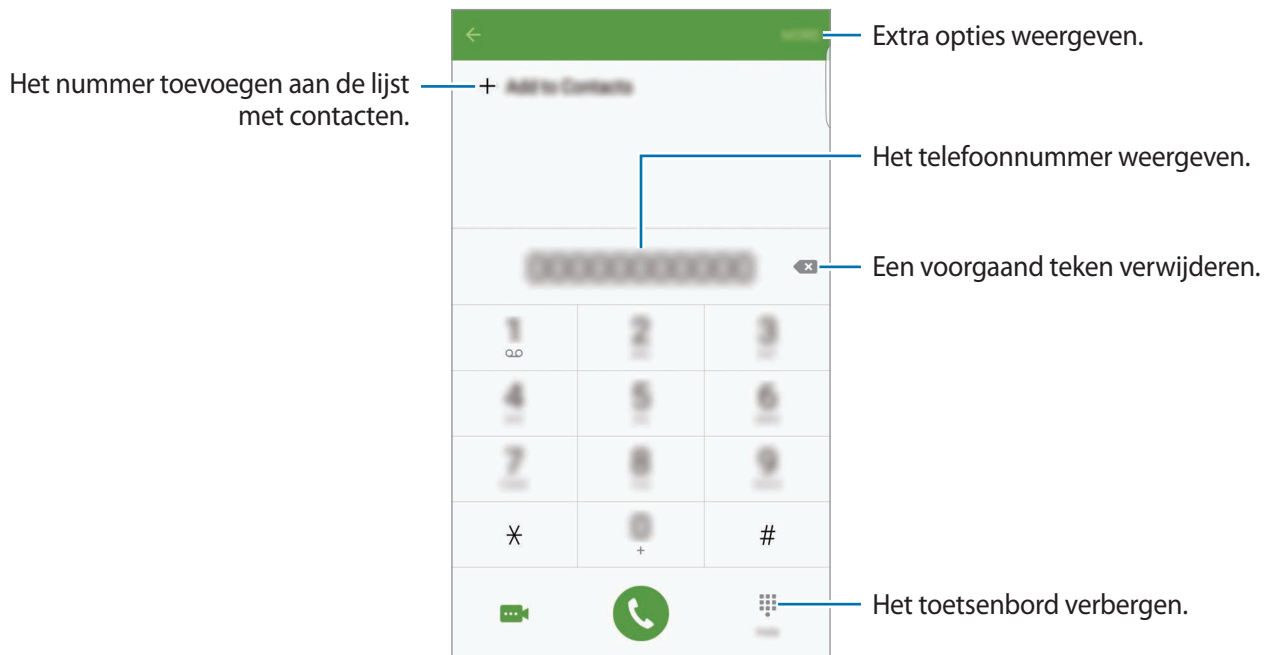 Extra opties weergeven.
Het nummer toevoegen aan de lijst
met contacten.
Add to Contacts
Het telefoonnummer weergeven.
Een voorgaand teken verwijderen.
1 2 3
4 5 6
7 8 9
* 0 #
+
Het toetsenbord verbergen.